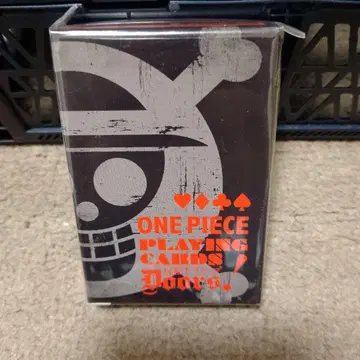 ♥♦♣♠
ONE PIECE
PLAYING
CARDS
Doors!